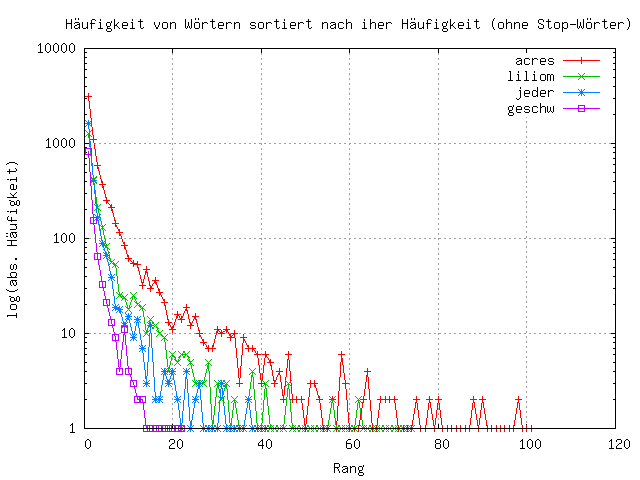 Häufigkeit von Wörtern sortiert nach iher Häufigkeit (ohne Stop-Wörter)
10000
1000
100
10
1
log(abs. Häufigkeit)
acres
liliom
jeder
geschw
0 20 40 60 80 100 120
Rang